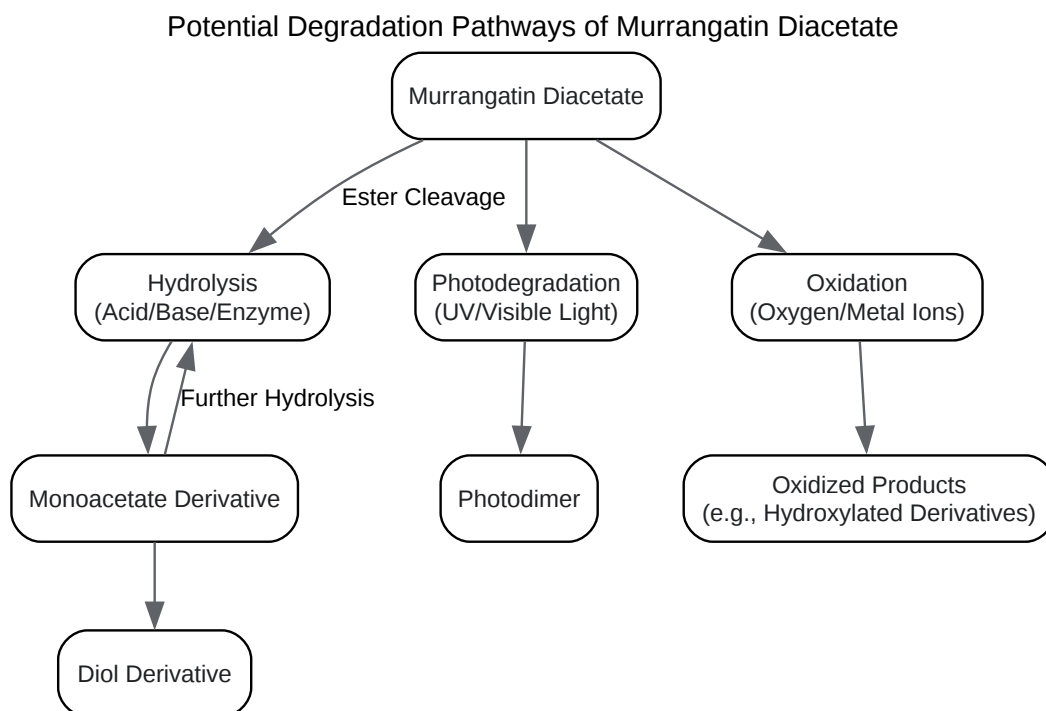 Potential Degradation Pathways of Murrangatin Diacetate
Murrangatin Diacetate
Ester Cleavage
Hydrolysis
(Acid/Base/Enzyme)
Photodegradation
(UV/Visible Light)
Oxidation
(Oxygen/Metal Ions)
Further Hydrolysis
Monoacetate Derivative
Photodimer
Oxidized Products
(e.g., Hydroxylated Derivatives)
Diol Derivative